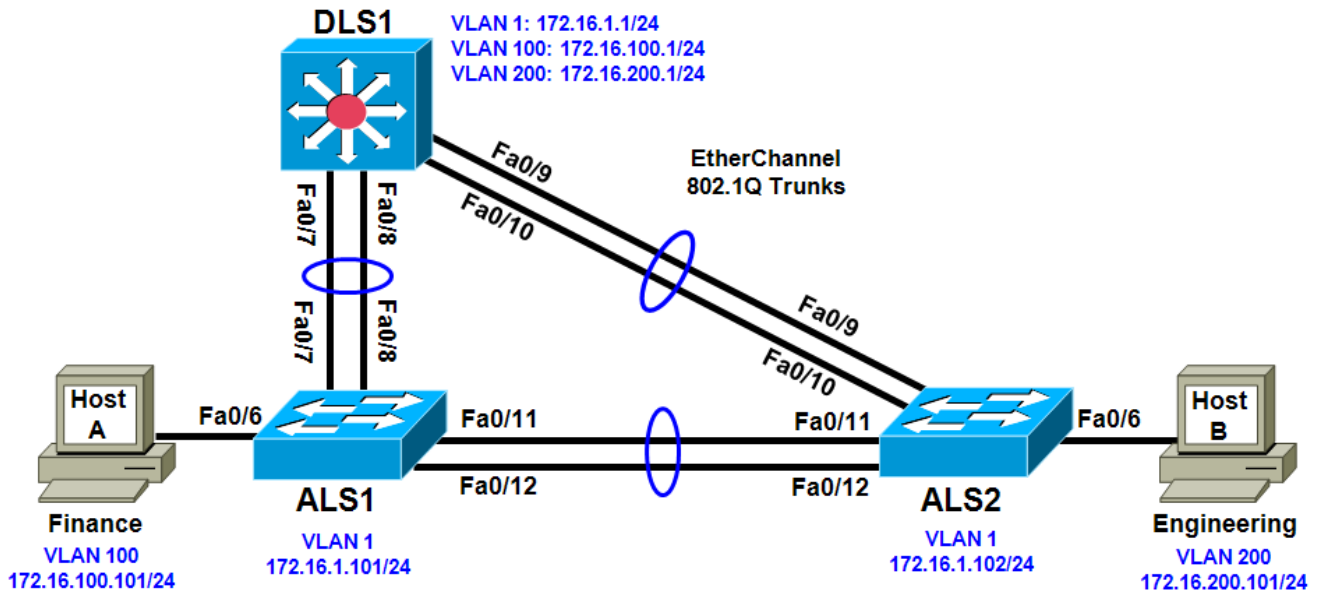 DLS1
VLAN 1: 172.16.1.1/24
VLAN 100: 172.16.100.1/24
VLAN 200: 172.16.200.1/24
EtherChannel
802.1Q Trunks
Fa0/9
Fa0/10
Fa0/7
Fa0/8
Fa0/7
Fa0/8
Fa0/9
Fa0/10
Host
A
Fa0/6
Fa0/11
Fa0/12
Fa0/11
Fa0/12
Fa0/6
Host
B
ALS1
ALS2
Finance
VLAN 100
172.16.100.101/24
VLAN 1
172.16.1.101/24
VLAN 1
172.16.1.102/24
Engineering
VLAN 200
172.16.200.101/24